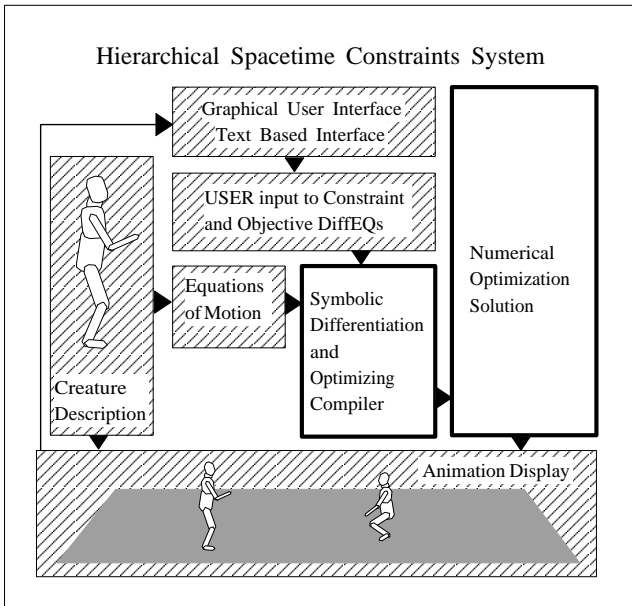 Hierarchical Spacetime Constraints System
Graphical User Interface
Text Based Interface
USER input to Constraint
and Objective DiffEQs
Equations
of Motion
Symbolic
Differentiation
and
Optimizing
Compiler
Numerical
Optimization
Solution
Creature
Description
Animation Display